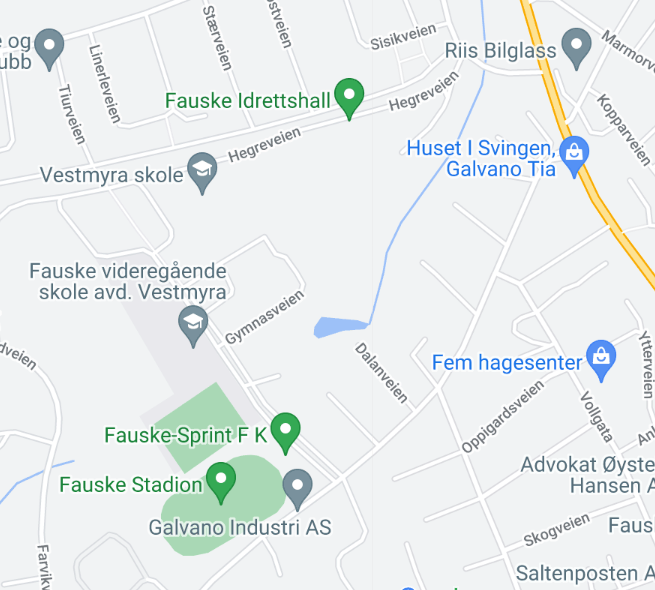 Sisikveien
Stærveien
Marmorv
e og
ubb
Linerleveien
Riis Bilglass
Tiurveien
Fauske Idrettshall
Hegreveien
Kopparveien
Hegreveien
Huset I Svingen,
Galvano Tia
Vestmyra skole
Fauske videregående
skole avd. Vestmyra
Gymnasveien
dveien
Dalanveien
Fem hagesenter
Ytterveien
Oppigardsveien
Vollgata
Fauske-Sprint F K
Fauske Stadion
Advokat Øyste
Hansen A
Galvano Industri AS
Skogveien
Faus
Farvikv
Saltenposten A